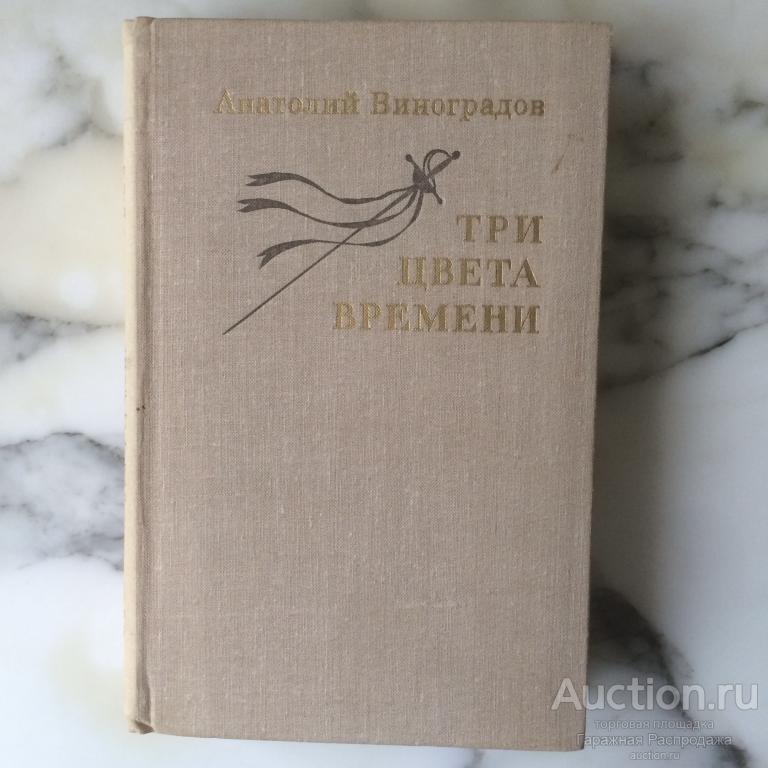 Анатолий Виноградов
ТРИ
ЦВЕТА
ВРЕМЕНИ
Auction.ru
торговая площадка
Гаражная Распродажа
auction.ru